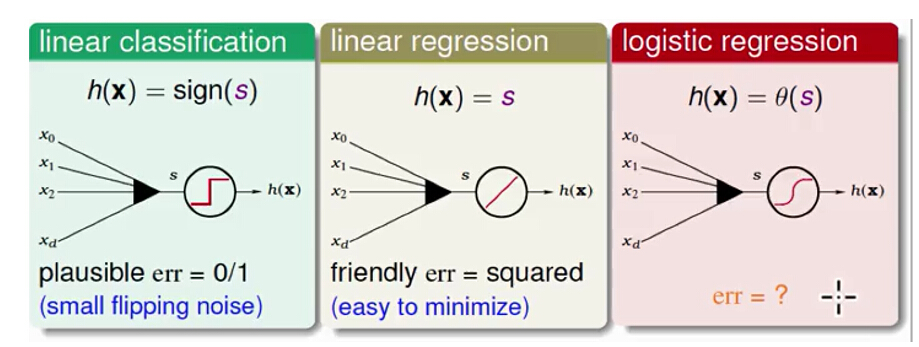 linear classification
h(x) = sign(s)
x0
x1
x2
xd
s
h(x)
plausible err = 0/1
(small flipping noise)
linear regression
h(x) = s
x0
x1
x2
xd
s
h(x)
friendly err = squared
(easy to minimize)
logistic regression
h(x) = θ(s)
x0
x1
x2
xd
s
h(x)
err = ?